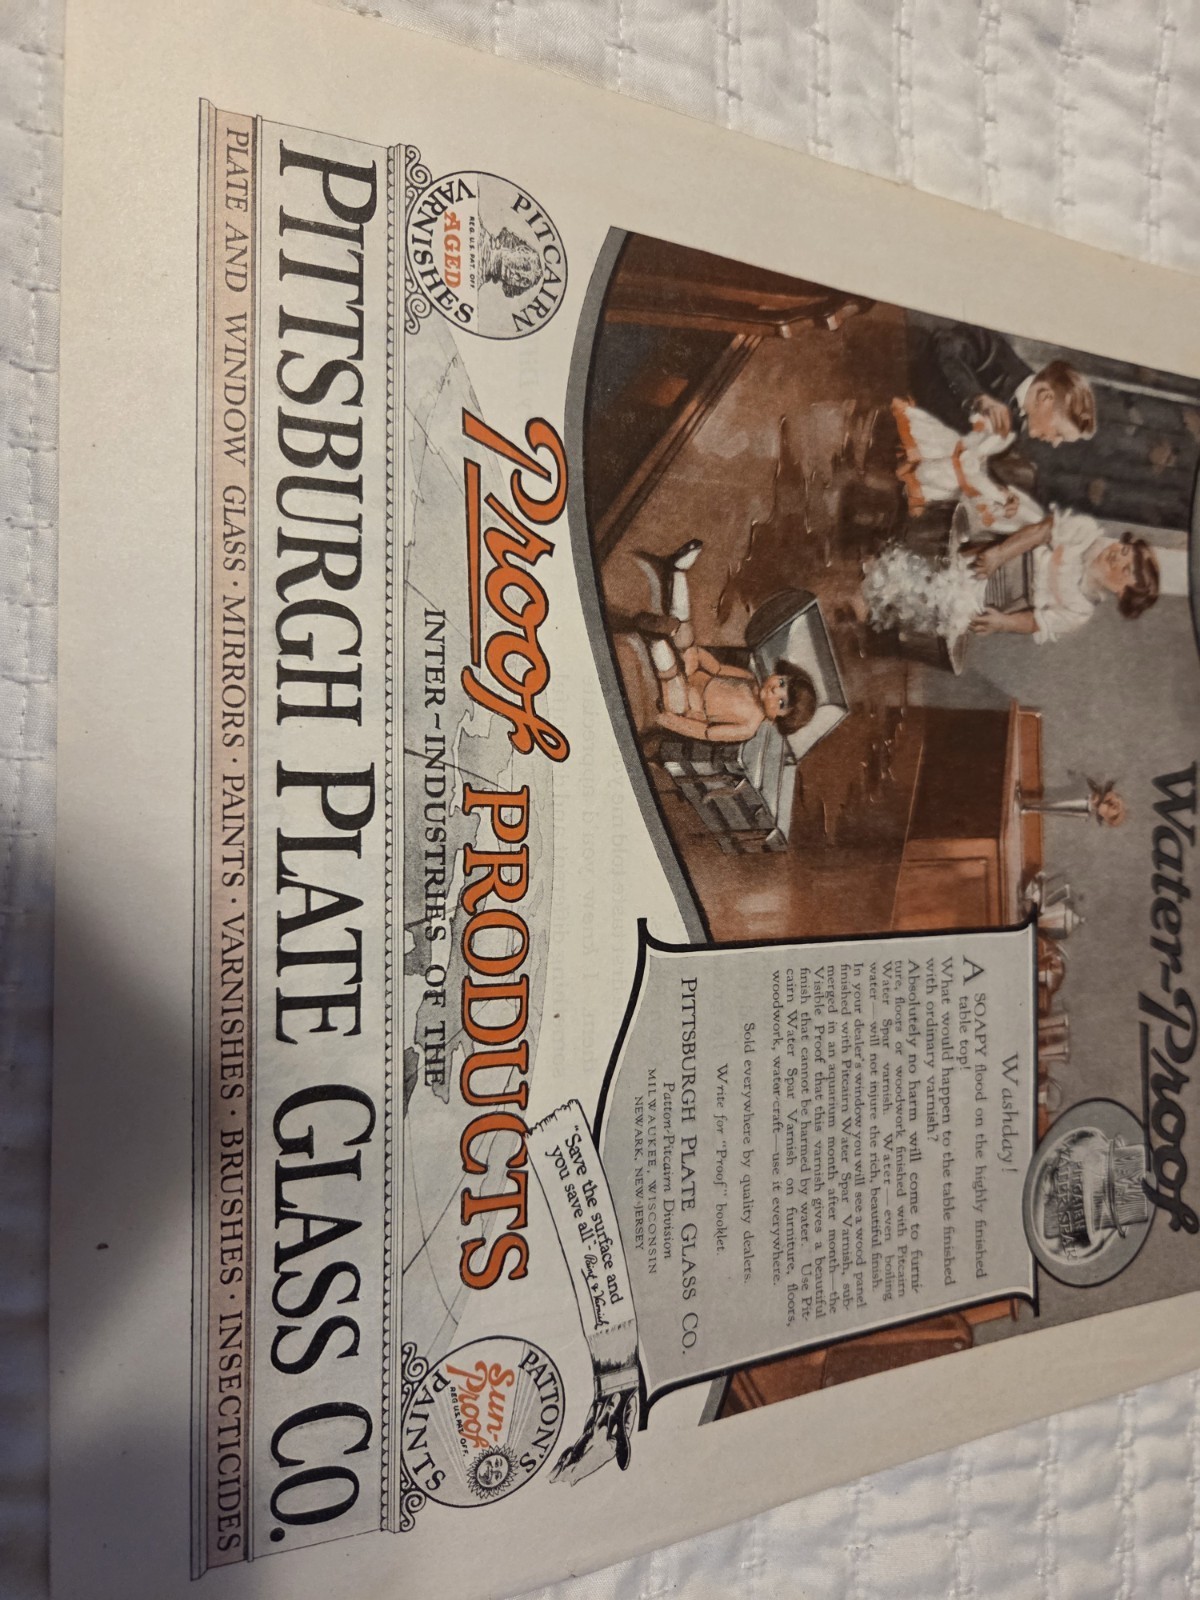 Water-Proof
PITCAIRN
WATER SPAR
Washday!
A SOAPY flood on the highly finished
table top!
What would happen to the table finished
with ordinary varnish?
Absolutely no harm will come to furni-
ture, floors or woodwork finished with Pitcairn
Water Spar varnish. Water—even boiling
water—will not injure the rich, beautiful finish.
In your dealer's window you will see a wood panel
finished with Pitcairn Water Spar Varnish, sub-
merged in an aquarium month after month—the
Visible Proof that this varnish gives a beautiful
finish that cannot be harmed by water. Use Pit-
cairn Water Spar Varnish on furniture, floors,
woodwork, water-craft—use it everywhere.
Sold everywhere by quality dealers.
Write for "Proof" booklet.
PITTSBURGH PLATE GLASS CO.
Patton-Pitcairn Division
MILWAUKEE, WISCONSIN
NEWARK, NEW-JERSEY
"Save the surface and
you save all"- Paint & Varnish
Proof PRODUCTS
INTER-INDUSTRIES OF THE
PITCAIRN
REG. U.S. PAT. OFF
AGED
VARNISHES
PATTON'S
Sun-
Proof
REG. U.S. PAT. OFF.
PAINTS
PITTSBURGH PLATE GLASS CO.
PLATE AND WINDOW GLASS · MIRRORS · PAINTS · VARNISHES · BRUSHES · INSECTICIDES